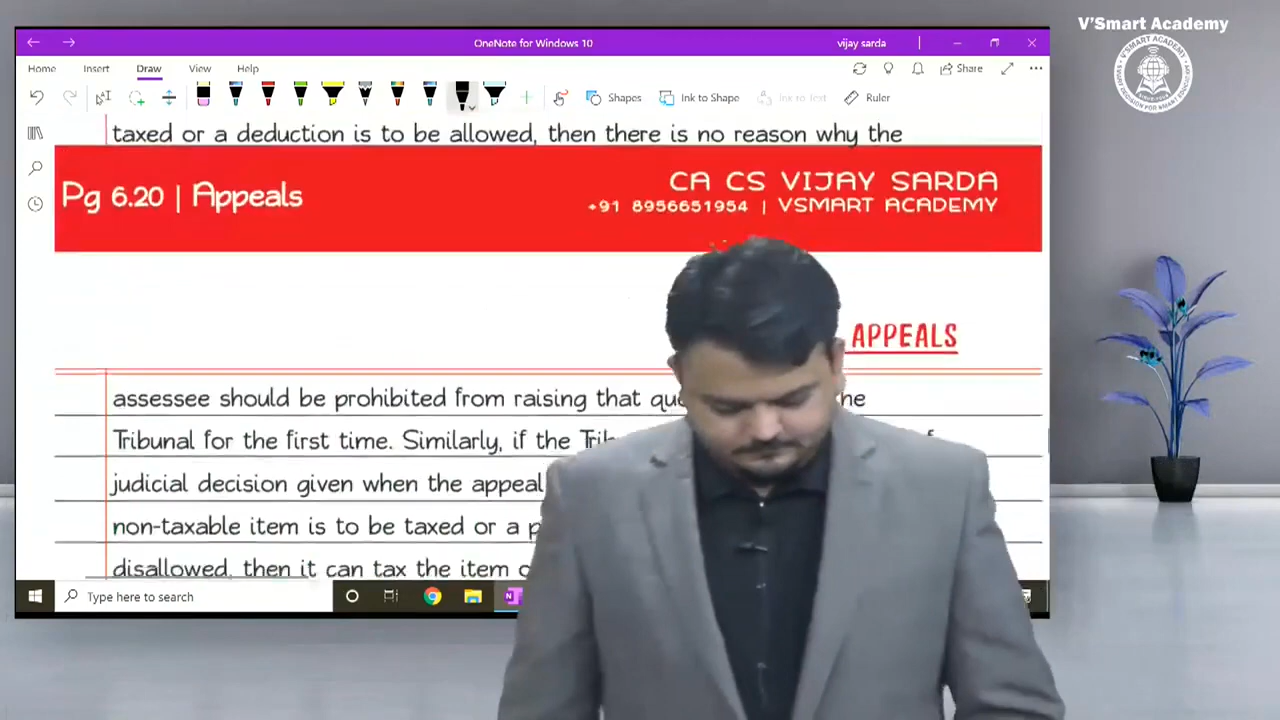 V'Smart Academy
OneNote for Windows 10
vijay sarda
Home Insert Draw View Help
Share
Shapes Ink to Shape Ink to Text Ruler
taxed or a deduction is to be allowed, then there is no reason why the
Pg 6.20 | Appeals
CA CS VIJAY SARDA
+91 8956651954 | VSMART ACADEMY
APPEALS
assessee should be prohibited from raising that
Tribunal for the first time. Similarly, if the
judicial decision given when the appeal
non-taxable item is to be taxed or a
disallowed, then it can tax the item
Type here to search